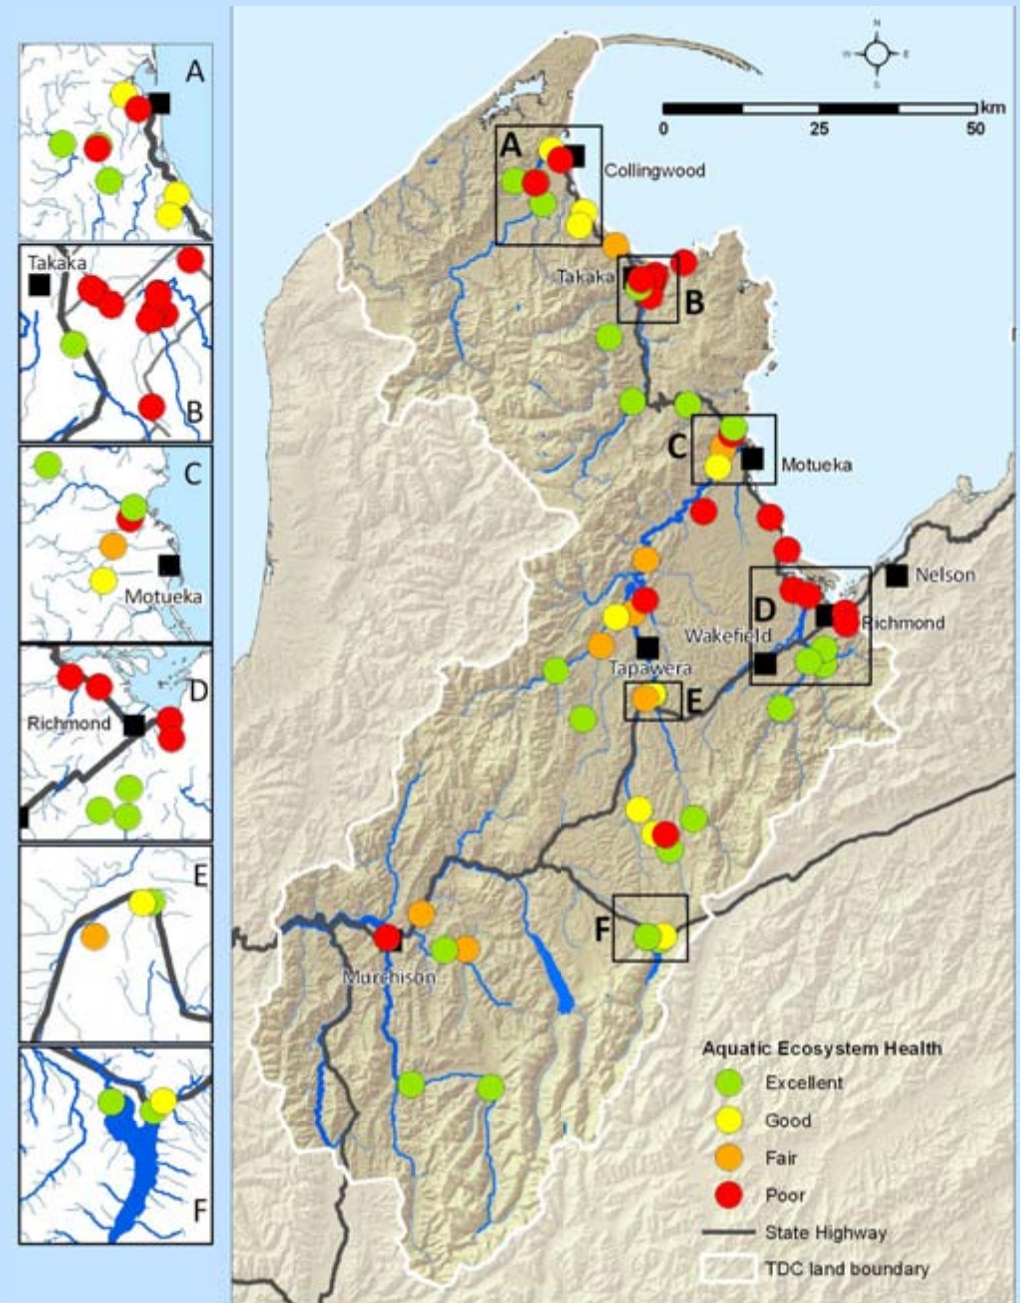 A
Takaka
B
C
Motueka
D
Richmond
E
F
N
W E
S
km
0 25 50
A
Collingwood
Takaka
B
C
Motueka
Nelson
D
Richmond
Wakefield
Tapawera
E
F
Murchison
Aquatic Ecosystem Health
Excellent
Good
Fair
Poor
State Highway
TDC land boundary